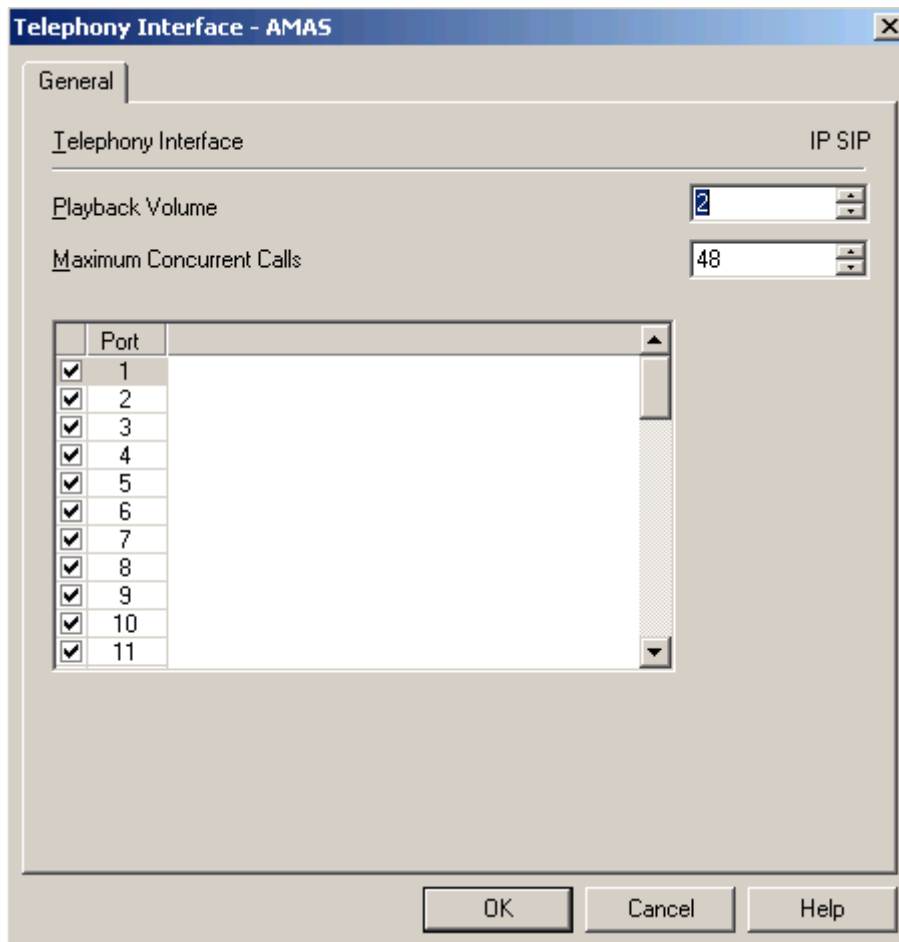 Telephony Interface - AMAS
General
Telephony Interface IP SIP
Playback Volume 2
Maximum Concurrent Calls 48
Port
1
2
3
4
5
6
7
8
9
10
11
OK Cancel Help